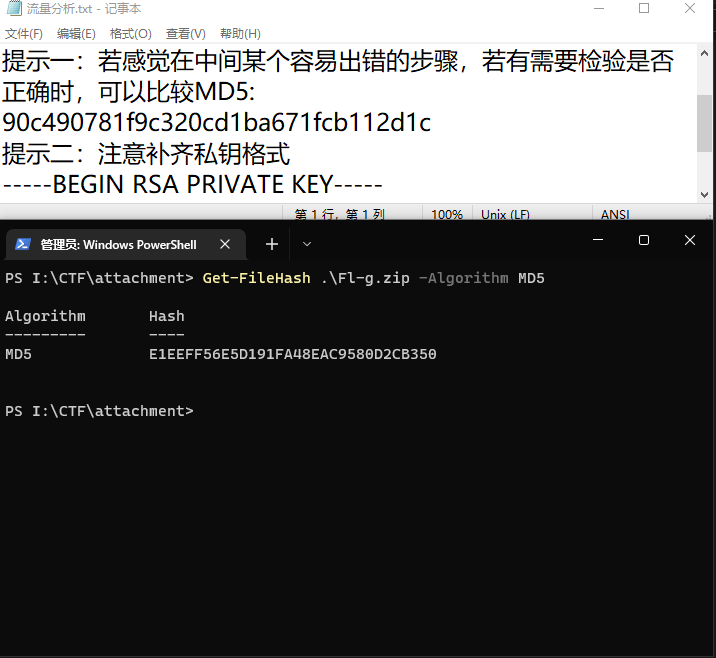 流量分析.txt - 记事本
文件(F) 编辑(E) 格式(O) 查看(V) 帮助(H)
提示一：若感觉在中间某个容易出错的步骤，若有需要检验是否
正确时，可以比较MD5:
90c490781f9c320cd1ba671fcb112d1c
提示二：注意补齐私钥格式
-----BEGIN RSA PRIVATE KEY-----
第 1 行，第 1 列 100% Unix (LF) ANSI
管理员: Windows PowerShell
PS I:\CTF\attachment> Get-FileHash .\Fl-g.zip -Algorithm MD5
Algorithm Hash
--------- ----
MD5 E1EEFF56E5D191FA48EAC9580D2CB350
PS I:\CTF\attachment>